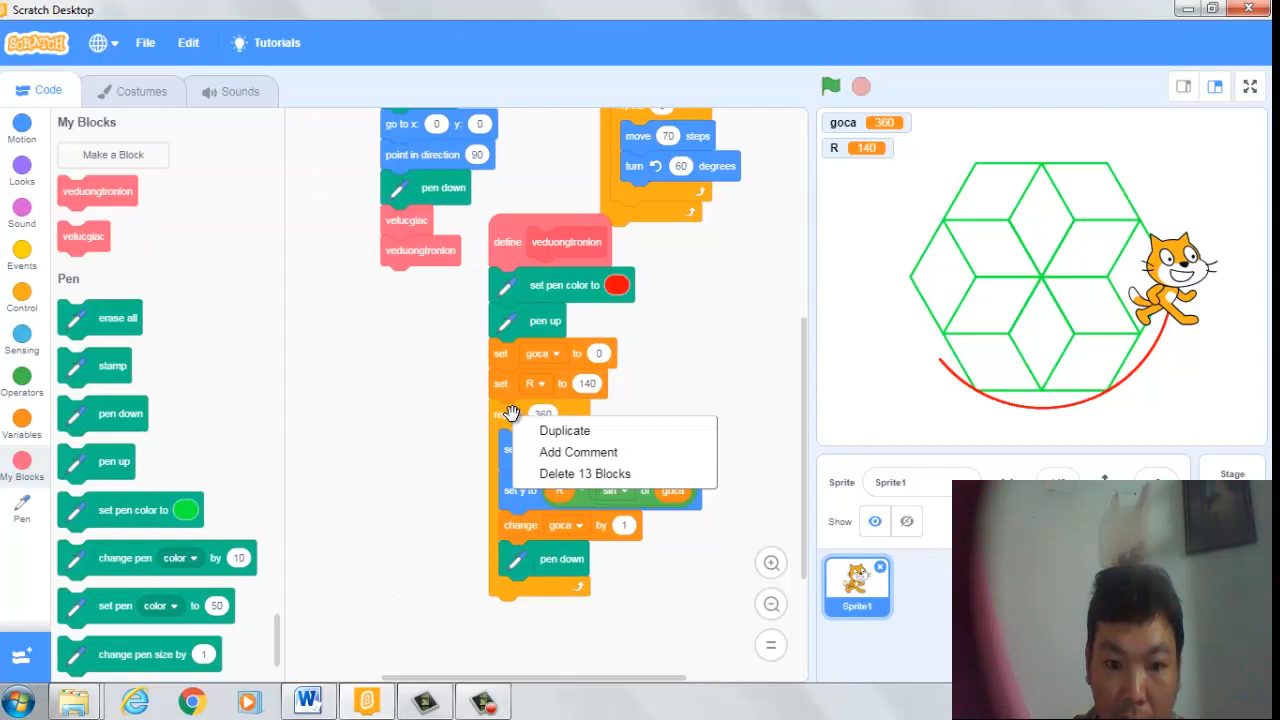 Scratch Desktop
SCRATCH
File
Edit
Tutorials
Code
Costumes
Sounds
Motion
Looks
Sound
Events
Control
Sensing
Operators
Variables
My Blocks
Pen
My Blocks
Make a Block
veduongtronlon
velucgiac
Pen
erase all
stamp
pen down
pen up
set pen color to
change pen color by 10
set pen color to 50
change pen size by 1
go to x: 0 y: 0
point in direction 90
pen down
velucgiac
veduongtronlon
move 70 steps
turn 60 degrees
define veduongtronlon
set pen color to
pen up
set goca to 0
set R to 140
360
Duplicate
Add Comment
Delete 13 Blocks
set y to R sin of goca
change goca by 1
pen down
goca 360
R 140
Sprite Sprite1
Show
Stage
Sprite1